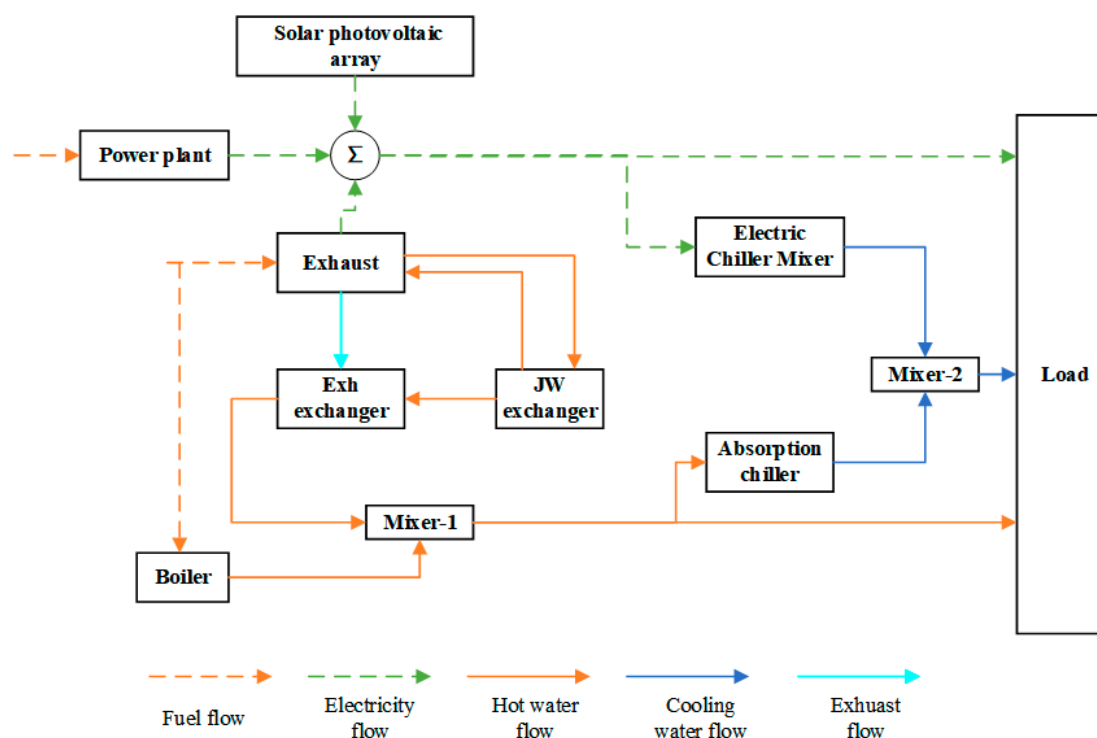 Solar photovoltaic
array
Power plant
Σ
Electric
Chiller Mixer
Exhaust
Mixer-2
Load
Exh
exchanger
JW
exchanger
Absorption
chiller
Mixer-1
Boiler
Fuel flow
Electricity
flow
Hot water
flow
Cooling
water flow
Exhuast
flow